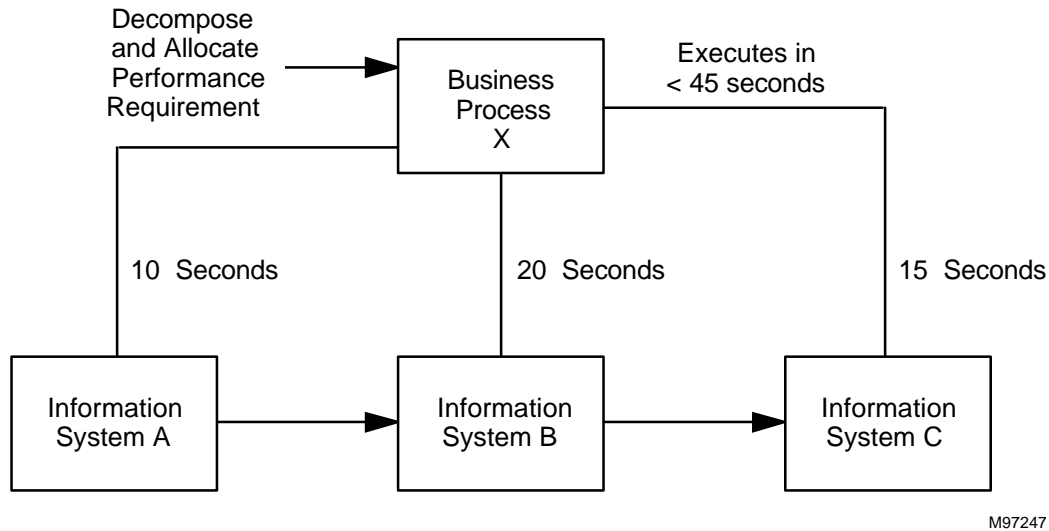 Decompose
and Allocate
Performance
Requirement
Business
Process
X
Executes in
< 45 seconds
10 Seconds
20 Seconds
15 Seconds
Information
System A
Information
System B
Information
System C
M97247